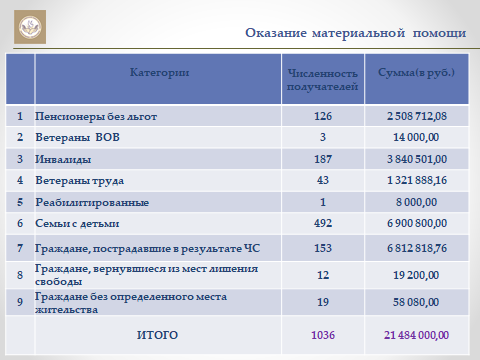 Оказание материальной помощи
Категории Численность получателей Сумма(в руб.)
1 Пенсионеры без льгот 126 2 508 712,08
2 Ветераны ВОВ 3 14 000,00
3 Инвалиды 187 3 840 501,00
4 Ветераны труда 43 1 321 888,16
5 Реабилитированные 1 8 000,00
6 Семьи с детьми 492 6 900 800,00
7 Граждане, пострадавшие в результате ЧС 153 6 812 818,76
8 Граждане, вернувшиеся из мест лишения свободы 12 19 200,00
9 Граждане без определенного места жительства 19 58 080,00
ИТОГО 1036 21 484 000,00